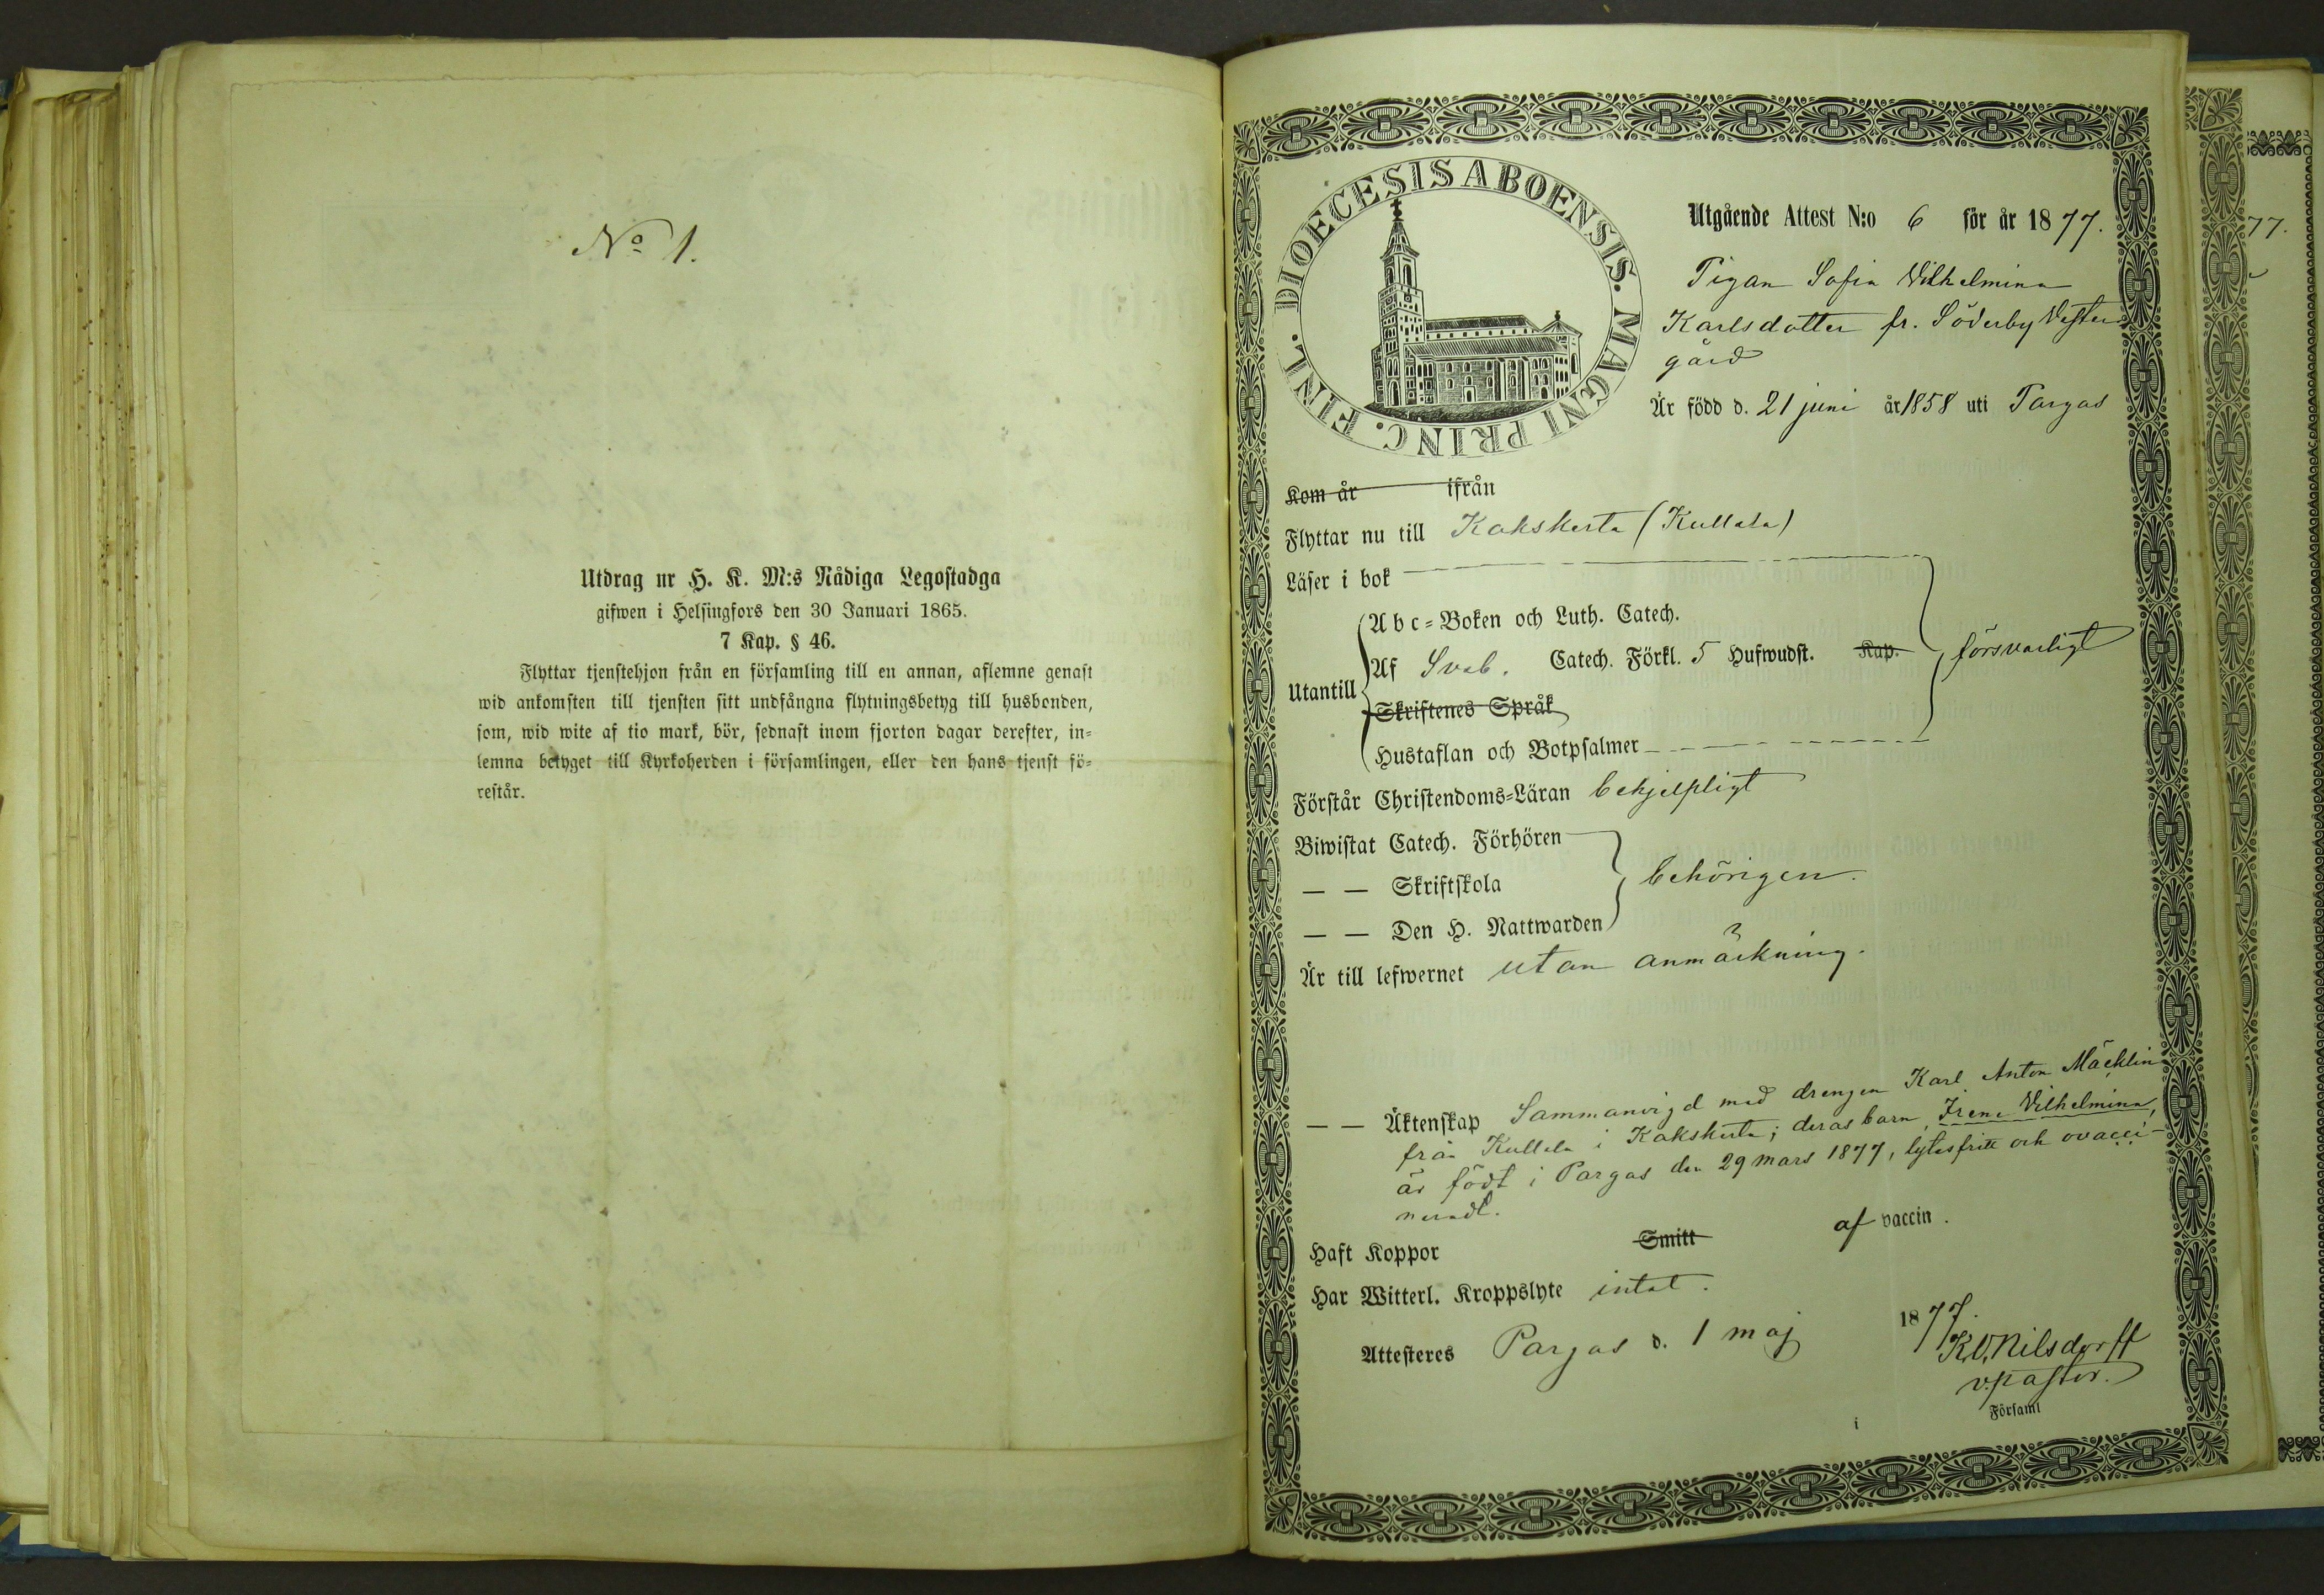 No 1.
Utdrag ur H. K. M:s Nådiga Legostadga
gifwen i Helsingfors den 30 Januari 1865.
7 Kap. § 46.
Flyttar tjenstehjon från en församling till en annan, aflemne genast
wid ankomsten till tjensten sitt undfångna flytningsbetyg till husbonden,
som, wid wite af tio mark, bör, sednast inom fjorton dagar derefter, in-
lemna betyget till Kyrkoherden i församlingen, eller den hans tjenst fö-
restår.
DIOECESIS ABOENSIS. MAGNI PRINC. FINL.
Utgående Attest N:o 6 för år 1877.
Pigan Sofia Vilhelmina
Karlsdotter fr. Söderby Vester-
gård
Är född d. 21 juni år 1858 uti Pargas
Kom år ifrån
Flyttar nu till Kakskerta (Kullala)
Läser i bok
Abc-Boken och Luth. Catech.
Utantill Af Sveb. Catech. Förkl. 5 Hufwudst. Kap. försvarligt
Skriftenes Språk
Hustaflan och Botpsalmer
Förstår Christendoms-Läran behjelpligt
Biwistat Catech. Förhören
— — Skriftskola behörigen.
— — Den H. Nattwarden
Är till lefwernet utan anmärkning.
— — Äktenskap Sammanvigd med drengen Karl Anton Mäcklin
från Kullala i Kakskerta; deras barn, Irene Vilhelmina,
är födt i Pargas den 29 mars 1877, lytesfritt och ovacci-
neradt.
Haft Koppor Smitt af vaccin.
Har Witterl. Kroppslyte intet.
Attesteres Pargas d. 1 maj 1877.
K.V. Nilsdorff
v. pastor.
i Församl
77.